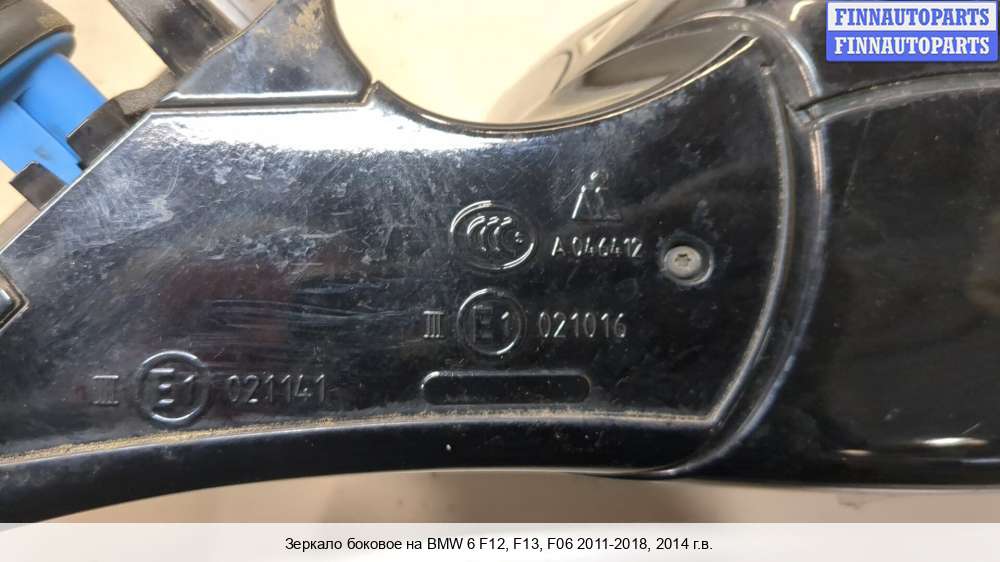 FINNAUTOPARTS
FINNAUTOPARTS
A 046412
III E1 021016
III E1 021141
Зеркало боковое на BMW 6 F12, F13, F06 2011-2018, 2014 г.в.